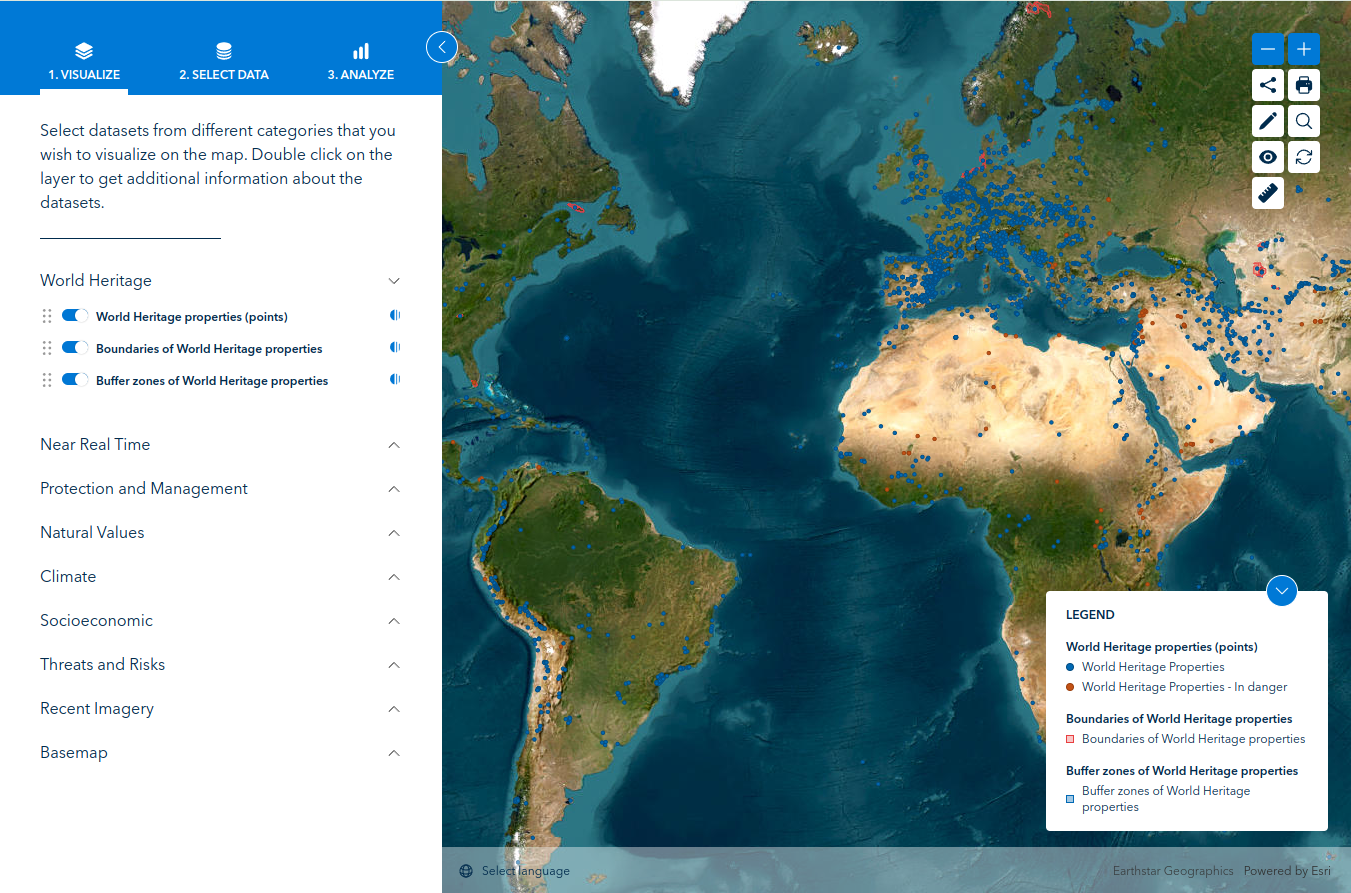 1. VISUALIZE
2. SELECT DATA
3. ANALYZE
Select datasets from different categories that you
wish to visualize on the map. Double click on the
layer to get additional information about the
datasets.
World Heritage
World Heritage properties (points)
Boundaries of World Heritage properties
Buffer zones of World Heritage properties
Near Real Time
Protection and Management
Natural Values
Climate
Socioeconomic
Threats and Risks
Recent Imagery
Basemap
LEGEND
World Heritage properties (points)
World Heritage Properties
World Heritage Properties - In danger
Boundaries of World Heritage properties
Boundaries of World Heritage properties
Buffer zones of World Heritage properties
Buffer zones of World Heritage
properties
Select language
Earthstar Geographics
Powered by Esri